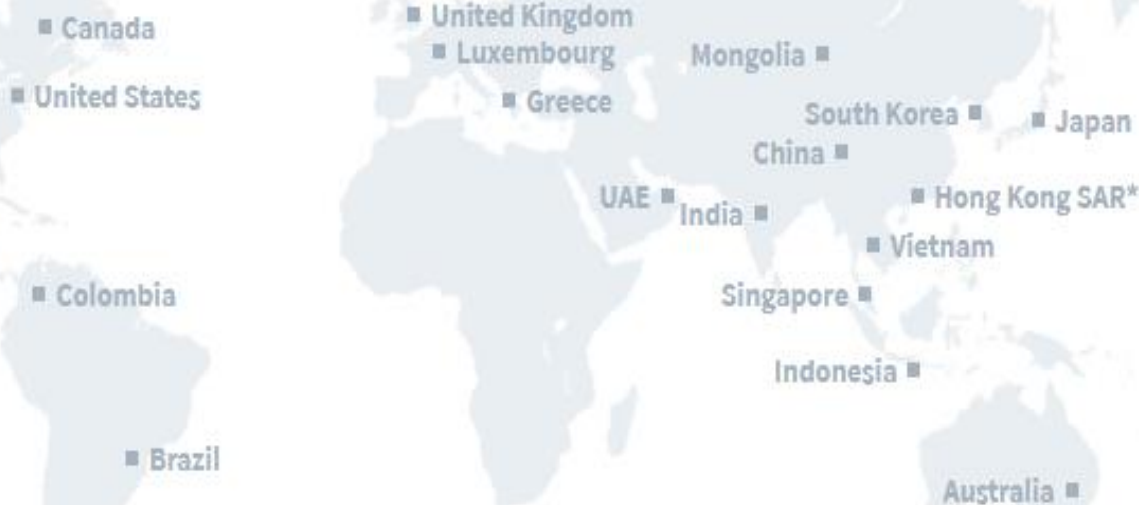 United Kingdom
Canada
Luxembourg
Mongolia
United States
Greece
South Korea
Japan
China
UAE
Hong Kong SAR*
India
Vietnam
Colombia
Singapore
Indonesia
Brazil
Australia